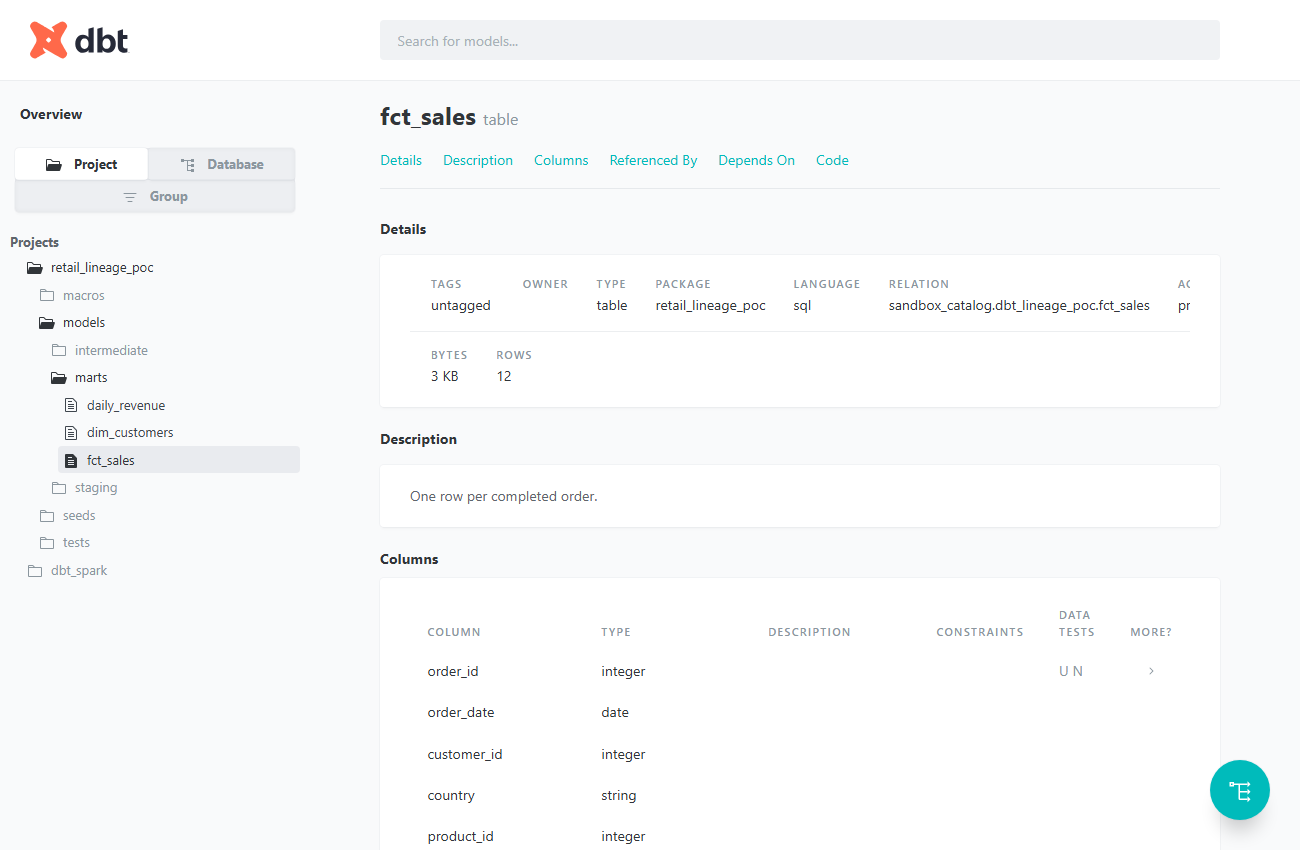 dbt
Search for models...
Overview
Project
Database
Group
Projects
retail_lineage_poc
macros
models
intermediate
marts
daily_revenue
dim_customers
fct_sales
staging
seeds
tests
dbt_spark
fct_sales table
Details Description Columns Referenced By Depends On Code
Details
TAGS OWNER TYPE PACKAGE LANGUAGE RELATION
untagged table retail_lineage_poc sql sandbox_catalog.dbt_lineage_poc.fct_sales
BYTES ROWS
3 KB 12
Description
One row per completed order.
Columns
COLUMN TYPE DESCRIPTION CONSTRAINTS DATA TESTS MORE?
order_id integer U N
order_date date
customer_id integer
country string
product_id integer